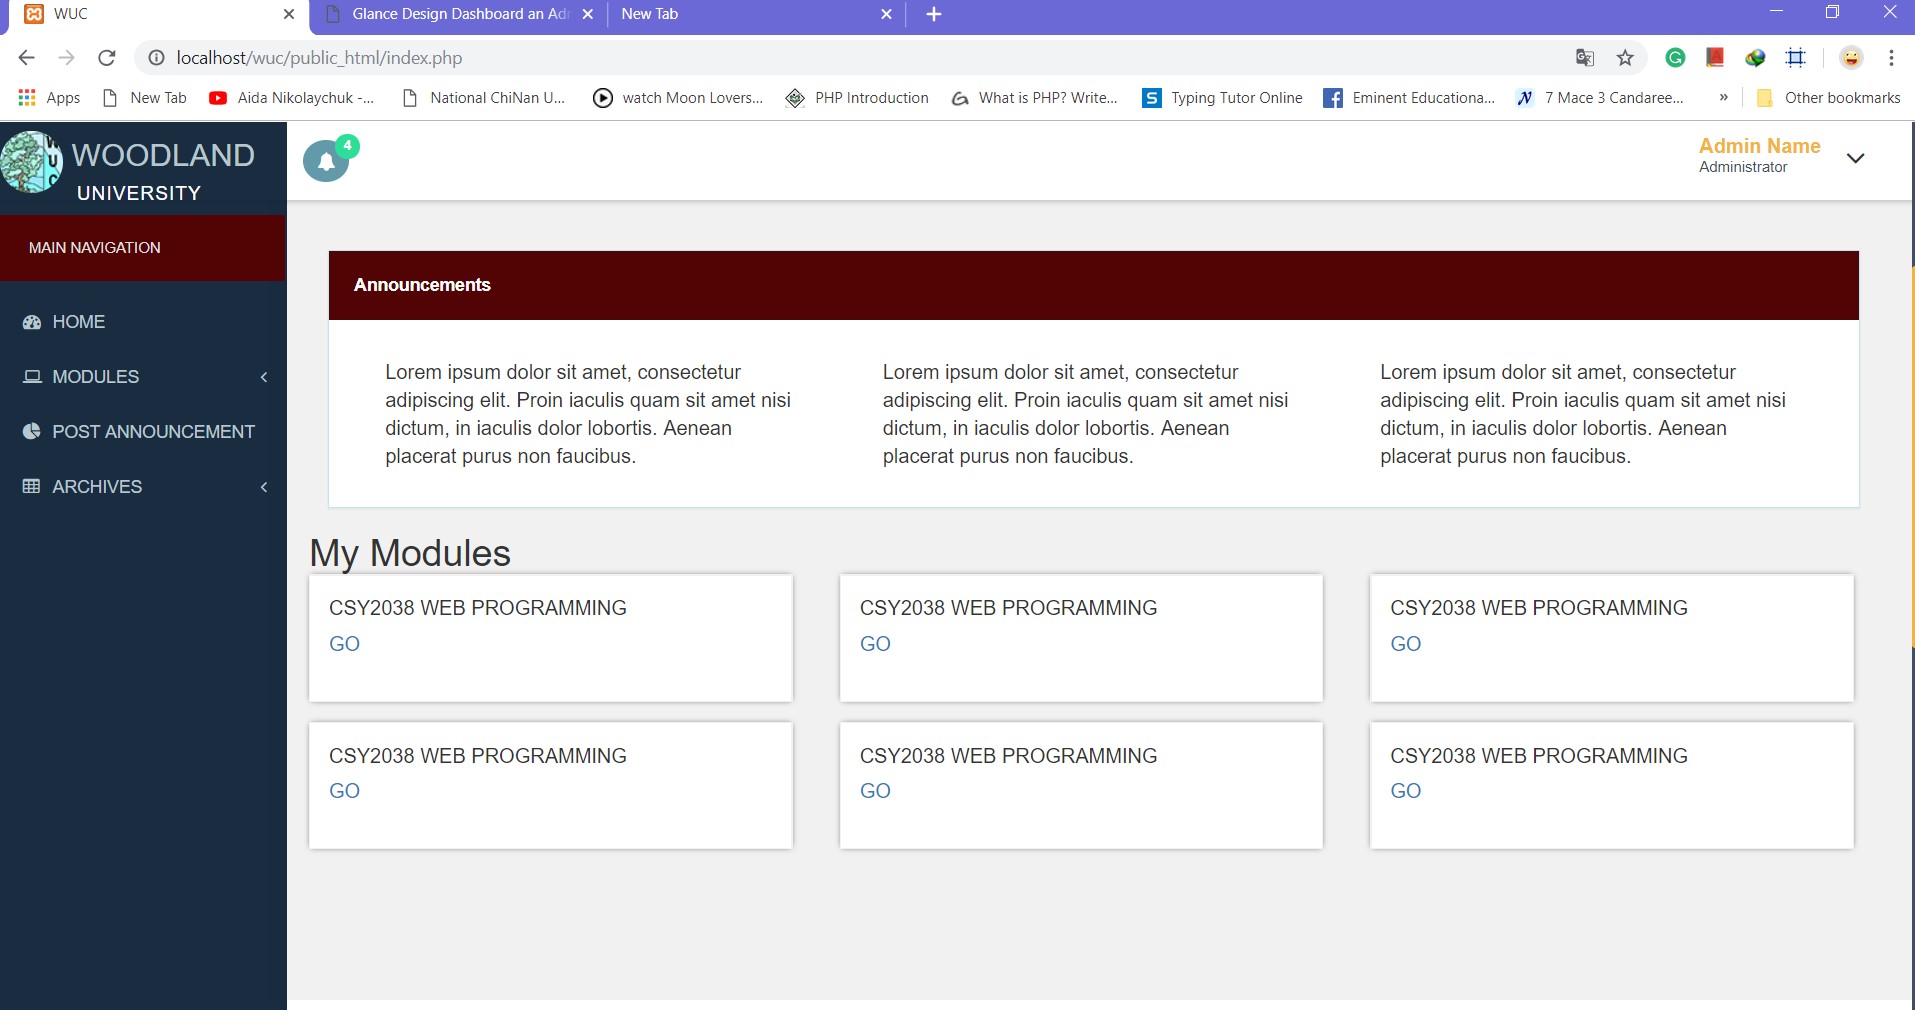 WUC
Glance Design Dashboard an Ad
New Tab
localhost/wuc/public_html/index.php
Apps
New Tab
Aida Nikolaychuk -...
National ChiNan U...
watch Moon Lovers...
PHP Introduction
What is PHP? Write...
Typing Tutor Online
Eminent Educationa...
7 Mace 3 Candaree...
»
Other bookmarks
WUC
WOODLAND
UNIVERSITY
4
Admin Name
Administrator
MAIN NAVIGATION
HOME
MODULES
POST ANNOUNCEMENT
ARCHIVES
Announcements
Lorem ipsum dolor sit amet, consectetur
adipiscing elit. Proin iaculis quam sit amet nisi
dictum, in iaculis dolor lobortis. Aenean
placerat purus non faucibus.
Lorem ipsum dolor sit amet, consectetur
adipiscing elit. Proin iaculis quam sit amet nisi
dictum, in iaculis dolor lobortis. Aenean
placerat purus non faucibus.
Lorem ipsum dolor sit amet, consectetur
adipiscing elit. Proin iaculis quam sit amet nisi
dictum, in iaculis dolor lobortis. Aenean
placerat purus non faucibus.
My Modules
CSY2038 WEB PROGRAMMING
GO
CSY2038 WEB PROGRAMMING
GO
CSY2038 WEB PROGRAMMING
GO
CSY2038 WEB PROGRAMMING
GO
CSY2038 WEB PROGRAMMING
GO
CSY2038 WEB PROGRAMMING
GO